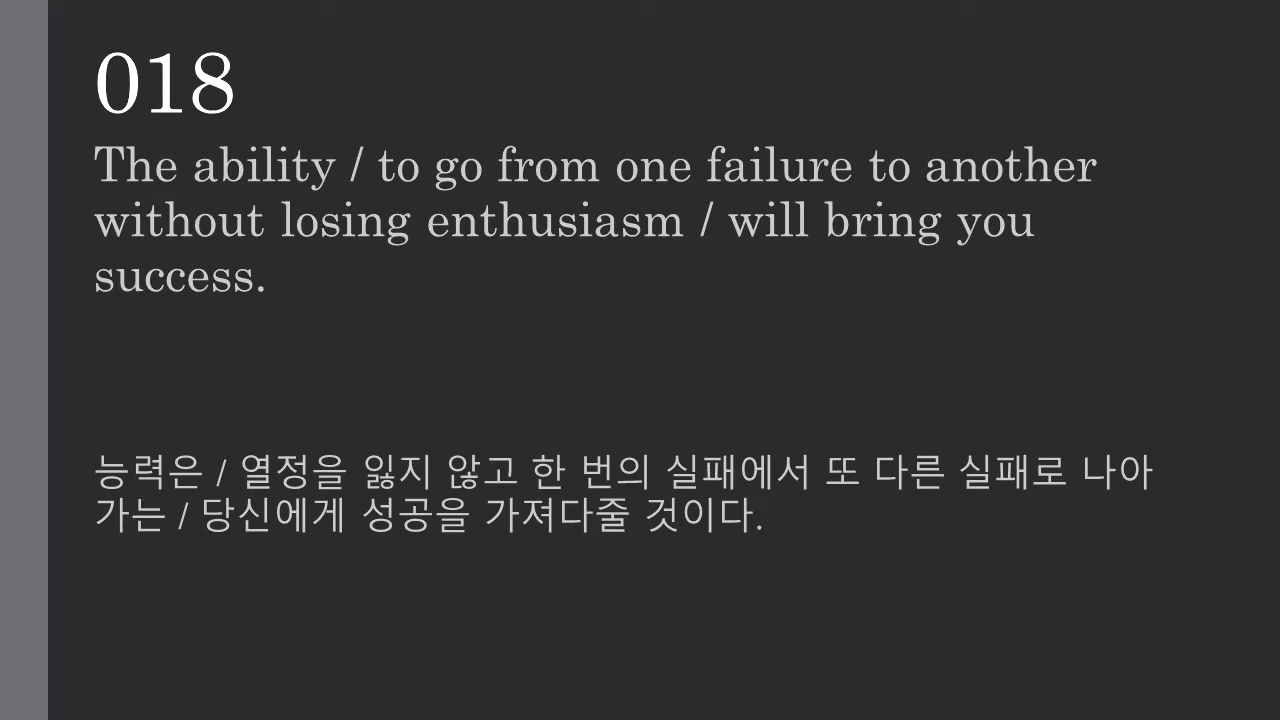 018
The ability / to go from one failure to another
without losing enthusiasm / will bring you
success.
능력은 / 열정을 잃지 않고 한 번의 실패에서 또 다른 실패로 나아
가는 / 당신에게 성공을 가져다줄 것이다.